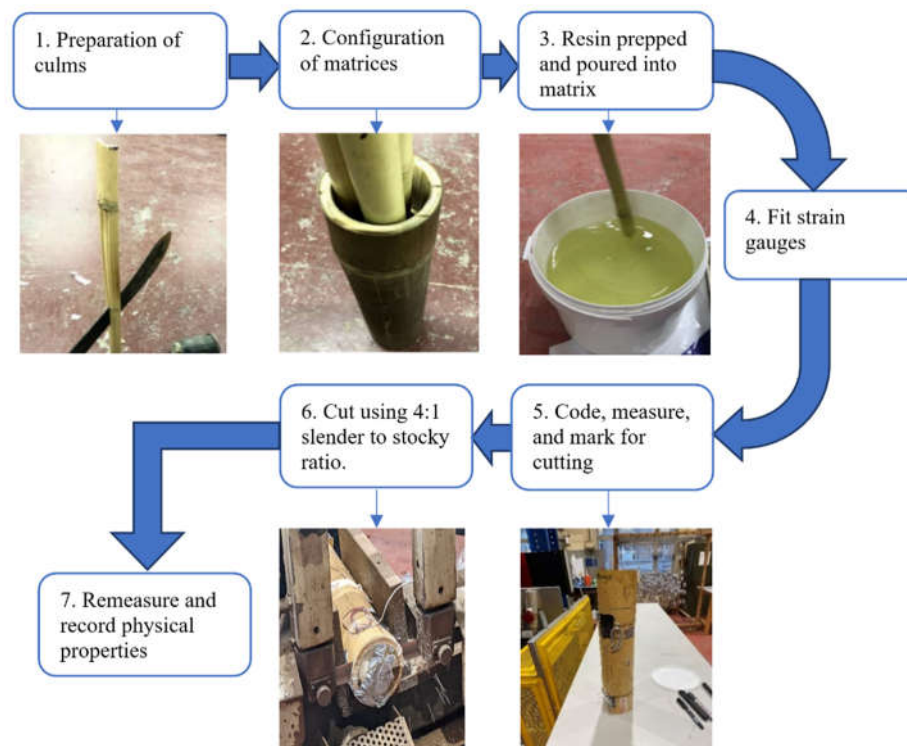 1. Preparation of
culms
2. Configuration
of matrices
3. Resin prepped
and poured into
matrix
4. Fit strain
gauges
5. Code, measure,
and mark for
cutting
6. Cut using 4:1
slender to stocky
ratio.
7. Remeasure and
record physical
properties